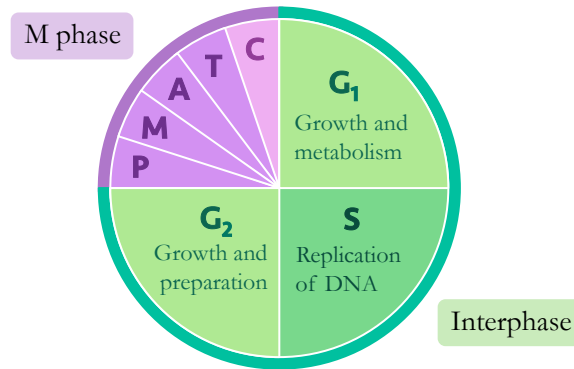 M phase
C
T
A
M
P
G₁
Growth and
metabolism
G₂
Growth and
preparation
S
Replication
of DNA
Interphase